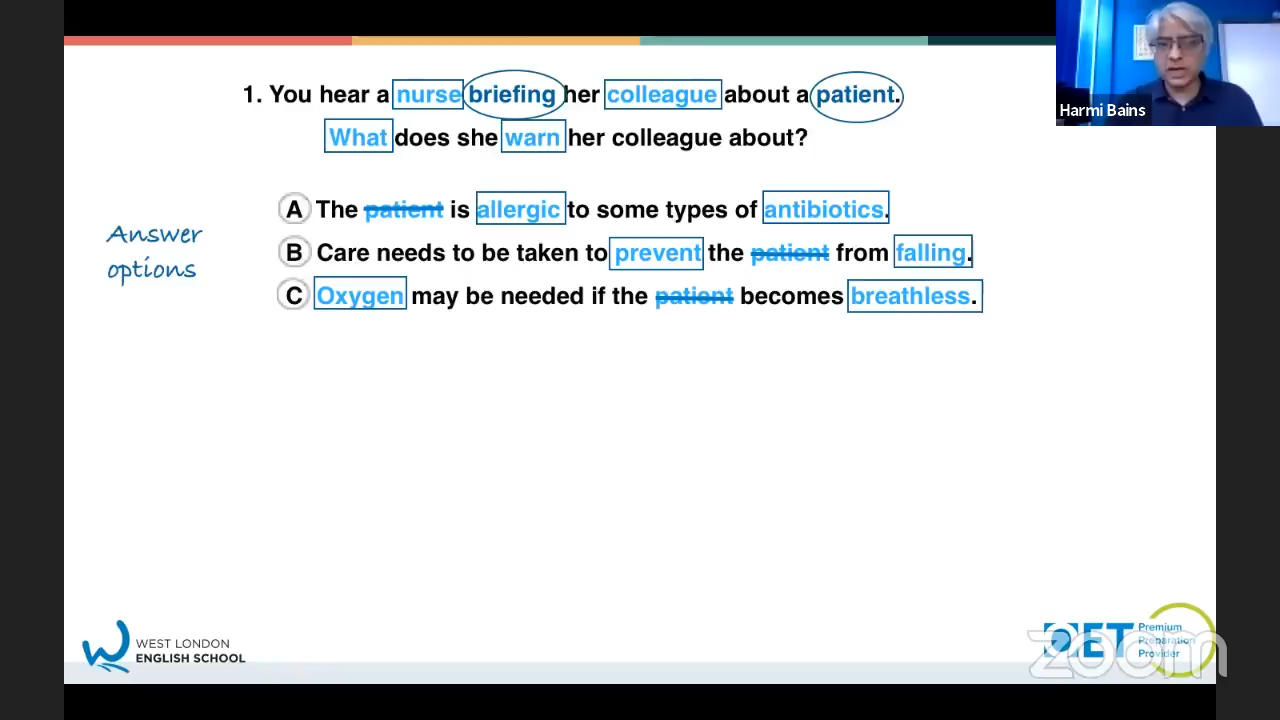 1. You hear a nurse briefing her colleague about a patient.
What does she warn her colleague about?
Answer
options
A The patient is allergic to some types of antibiotics.
B Care needs to be taken to prevent the patient from falling.
C Oxygen may be needed if the patient becomes breathless.
Harmi Bains
WEST LONDON
ENGLISH SCHOOL
OET
Premium
Preparation
Provider
zoom